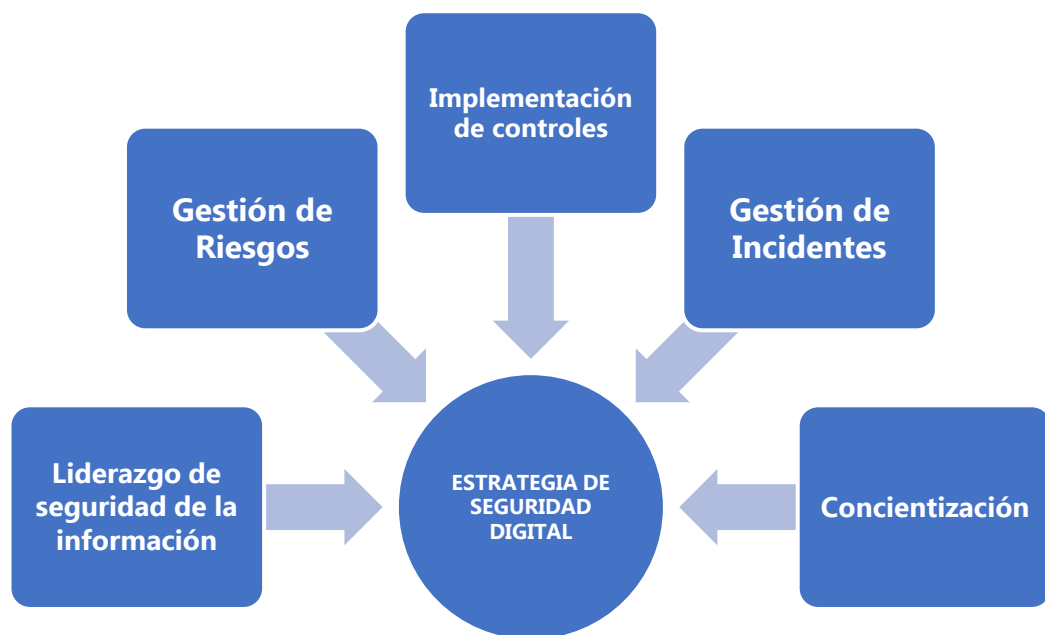 Implementación
de controles
Gestión de
Riesgos
Gestión de
Incidentes
Liderazgo de
seguridad de la
información
ESTRATEGIA DE
SEGURIDAD
DIGITAL
Concientización